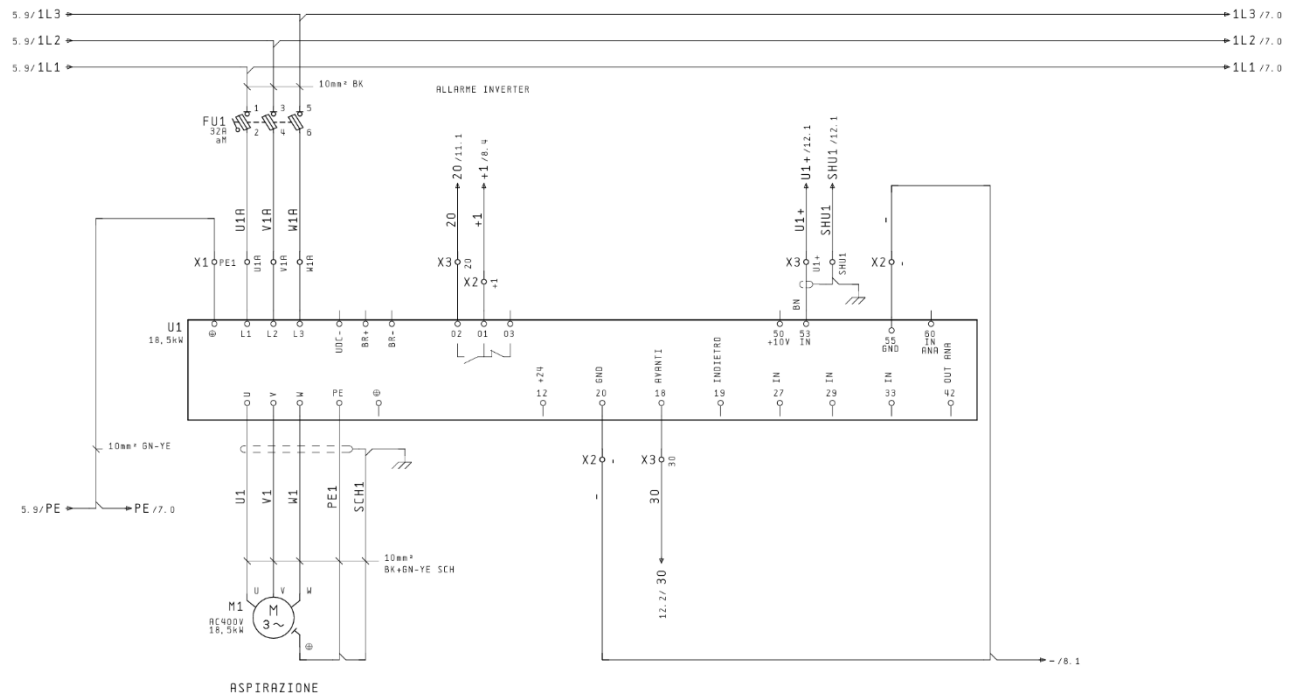 5.9/1L3
1L3/7.0
5.9/1L2
1L2/7.0
5.9/1L1
1L1/7.0
10mm² BK
ALLARME INVERTER
1 3 5
FU1
32A
aM
2 4 6
20/11.1
+1/8.4
U1+/12.1
SHU1/12.1
U1A
V1A
W1A
20
+1
U1+
SHU1
-
X1 PE1
U1A
V1A
W1A
X3 20
X2 +1
X3 U1+
SHU1
X2 -
BN
U1
18,5kW
⊕ L1 L2 L3
UDC-
BR+
BR-
02 01 03
50
+10V
53
IN
55
GND
60
IN
ANA
U
V
W
PE
⊕
+24
12
GND
20
AVANTI
18
INDIETRO
19
IN
27
IN
29
IN
33
OUT ANA
42
10mm² GN-YE
X2 -
X3 30
5.9/PE
PE/7.0
U1
V1
W1
PE1
SCH1
-
30
10mm²
BK+GN-YE SCH
12.2/30
U V W
M1
AC400V
18,5kW
M
3~
⊕
-/8.1
ASPIRAZIONE